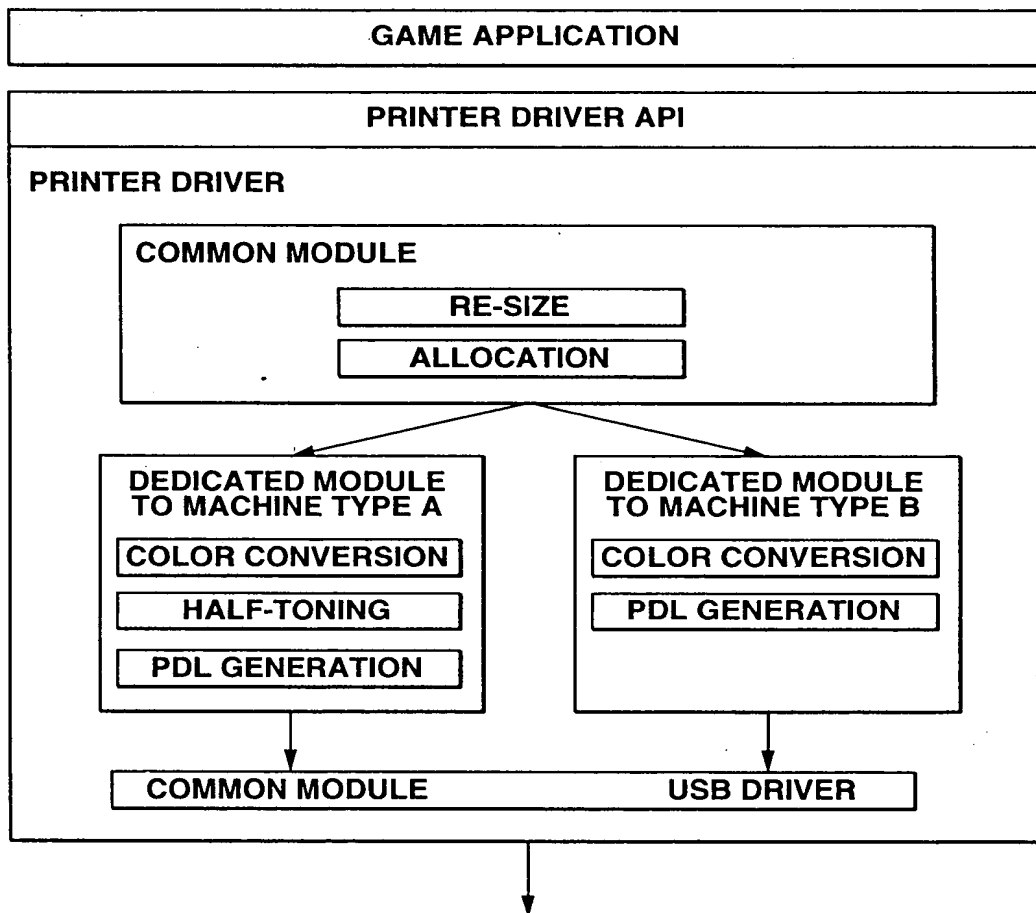 GAME APPLICATION
PRINTER DRIVER API
PRINTER DRIVER
COMMON MODULE
RE-SIZE
ALLOCATION
DEDICATED MODULE
TO MACHINE TYPE A
COLOR CONVERSION
HALF-TONING
PDL GENERATION
DEDICATED MODULE
TO MACHINE TYPE B
COLOR CONVERSION
PDL GENERATION
COMMON MODULE USB DRIVER